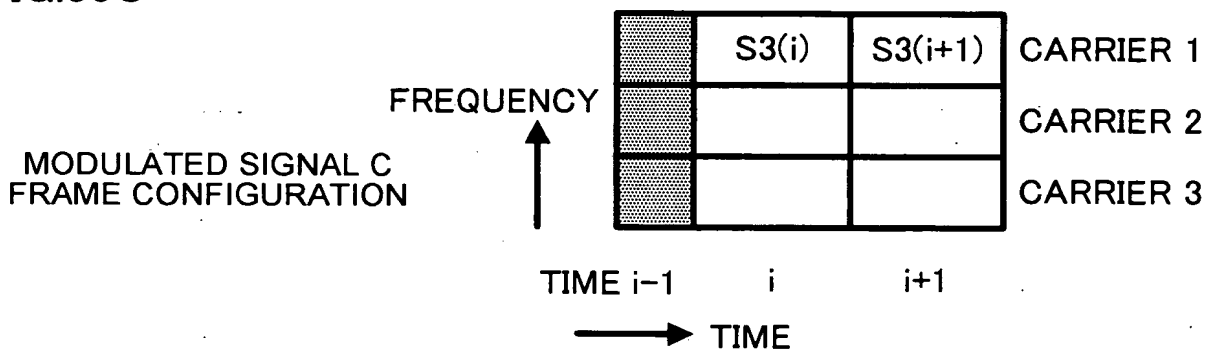 S3(i) S3(i+1) CARRIER 1
FREQUENCY
CARRIER 2
MODULATED SIGNAL C
FRAME CONFIGURATION
CARRIER 3
TIME i-1 i i+1
TIME